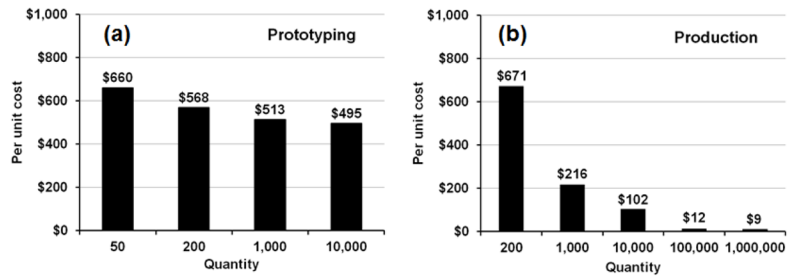 (a)
Prototyping
Per unit cost
$1,000
$800
$600
$400
$200
$0
$660
$568
$513
$495
50 200 1,000 10,000
Quantity
(b)
Production
Per unit cost
$1,000
$800
$600
$400
$200
$0
$671
$216
$102
$12
$9
200 1,000 10,000 100,000 1,000,000
Quantity